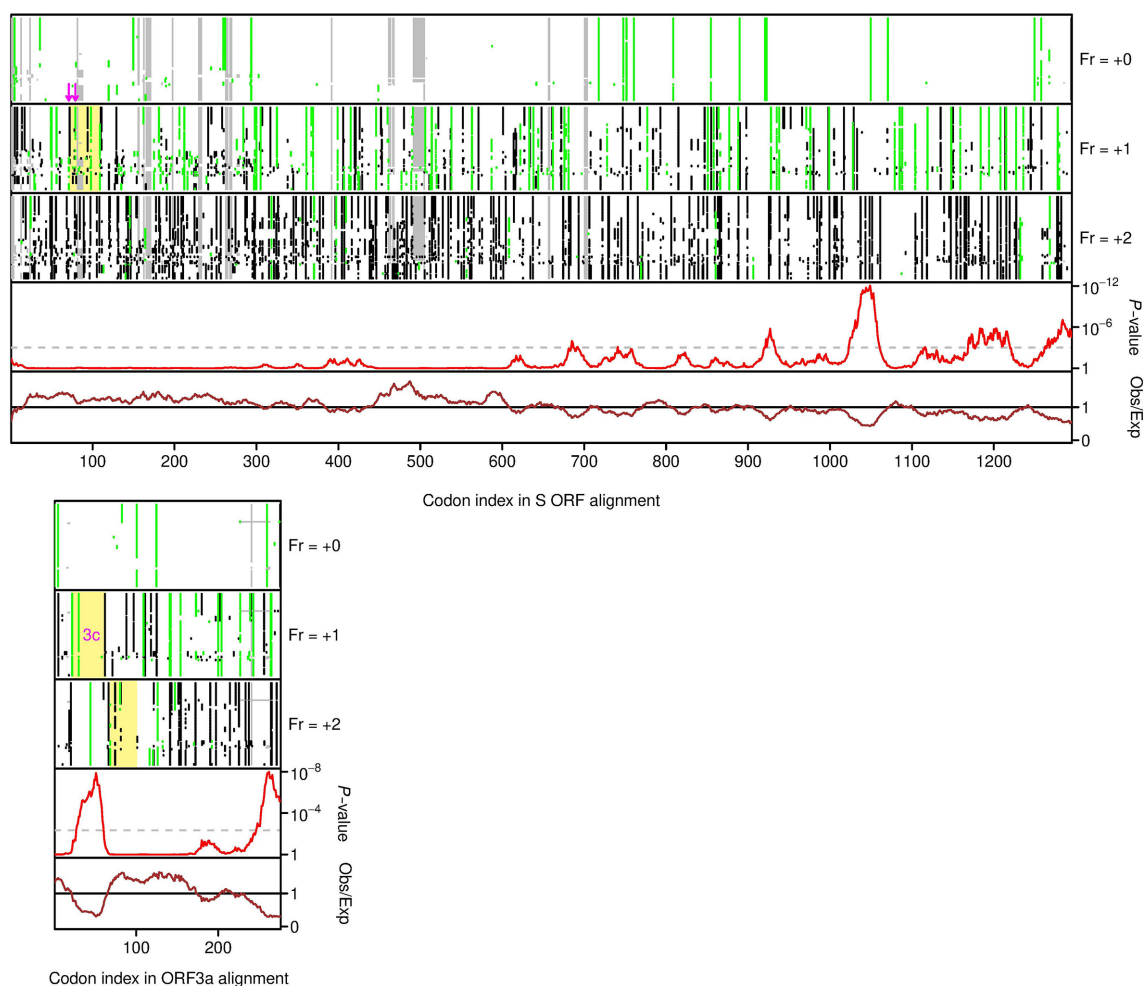 Fr = +0
Fr = +1
Fr = +2
10⁻¹²
10⁻⁶
1
P-value
1
0
Obs/Exp
100 200 300 400 500 600 700 800 900 1000 1100 1200
Codon index in S ORF alignment
Fr = +0
3c
Fr = +1
Fr = +2
10⁻⁸
10⁻⁴
1
P-value
1
0
Obs/Exp
100 200
Codon index in ORF3a alignment